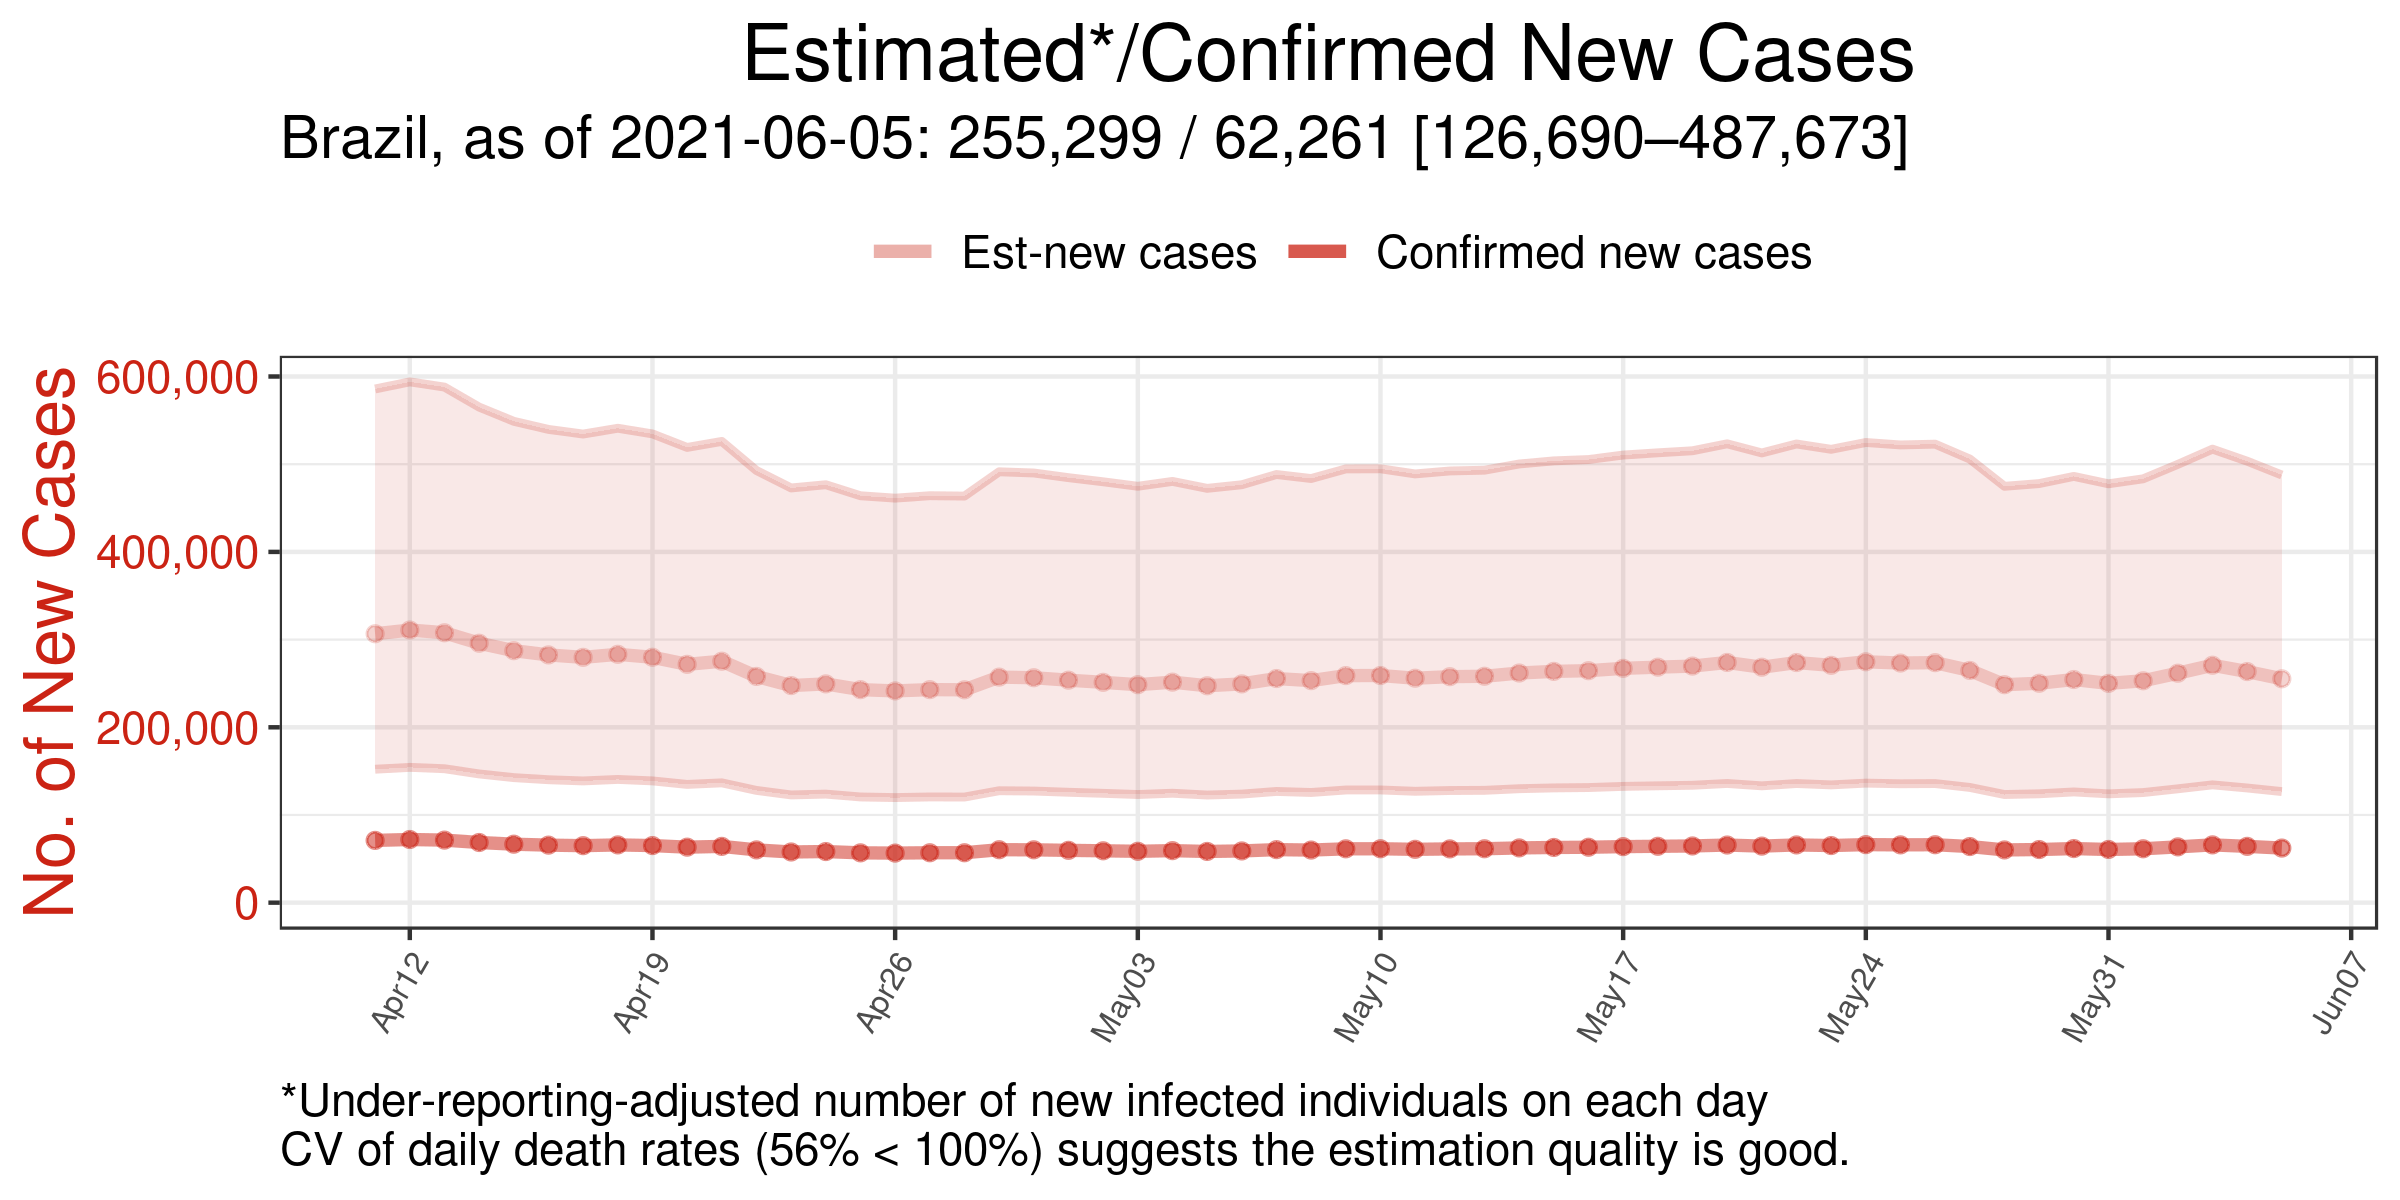 Estimated*/Confirmed New Cases
Brazil, as of 2021-06-05: 255,299 / 62,261 [126,690–487,673]
Est-new cases
Confirmed new cases
No. of New Cases
600,000
400,000
200,000
0
Apr12
Apr19
Apr26
May03
May10
May17
May24
May31
Jun07
*Under-reporting-adjusted number of new infected individuals on each day
CV of daily death rates (56% < 100%) suggests the estimation quality is good.